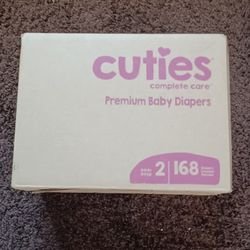 cuties
complete care
Premium Baby Diapers
2 168